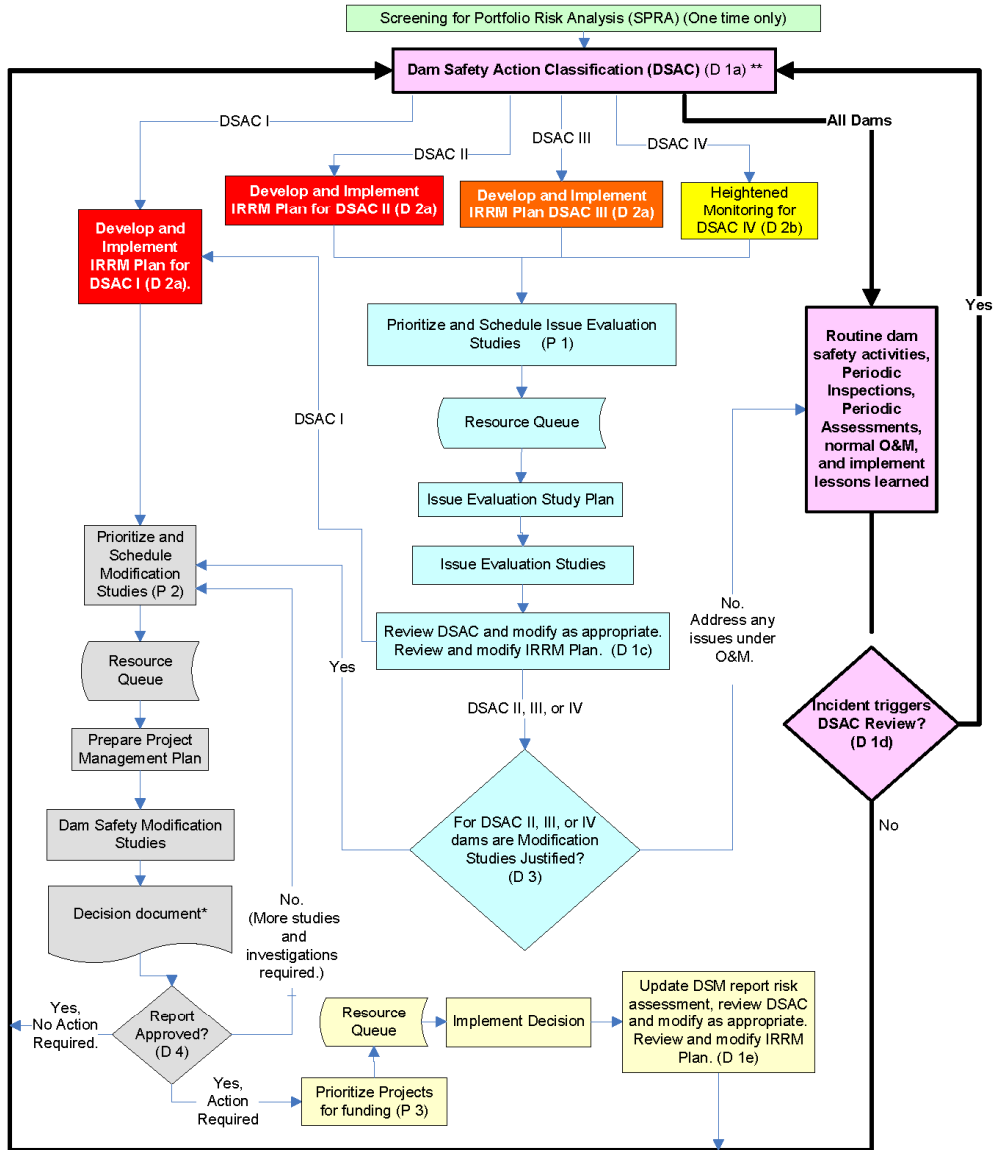 Screening for Portfolio Risk Analysis (SPRA) (One time only)
Dam Safety Action Classification (DSAC) (D 1a) **
DSAC I
DSAC II
DSAC III
DSAC IV
All Dams
Develop and
Implement
IRRM Plan for
DSAC I (D 2a).
Develop and Implement
IRRM Plan for DSAC II (D 2a)
Develop and Implement
IRRM Plan DSAC III (D 2a)
Heightened
Monitoring for
DSAC IV (D 2b)
Yes
Prioritize and Schedule Issue Evaluation
Studies (P 1)
Routine dam
safety activities,
Periodic
Inspections,
Periodic
Assessments,
normal O&M,
and implement
lessons learned
DSAC I
Resource Queue
Issue Evaluation Study Plan
Issue Evaluation Studies
Prioritize and
Schedule
Modification
Studies (P 2)
Review DSAC and modify as appropriate.
Review and modify IRRM Plan. (D 1c)
No.
Address any
issues under
O&M.
Yes
Resource
Queue
DSAC II, III, or IV
Incident triggers
DSAC Review?
(D 1d)
Prepare Project
Management Plan
Dam Safety Modification
Studies
For DSAC II, III, or IV
dams are Modification
Studies Justified?
(D 3)
No
Decision document*
No.
(More studies
and
investigations
required.)
Yes,
No Action
Required.
Report
Approved?
(D 4)
Resource
Queue
Implement Decision
Update DSM report risk
assessment, review DSAC
and modify as appropriate.
Review and modify IRRM
Plan. (D 1e)
Yes,
Action
Required
Prioritize Projects
for funding (P 3)